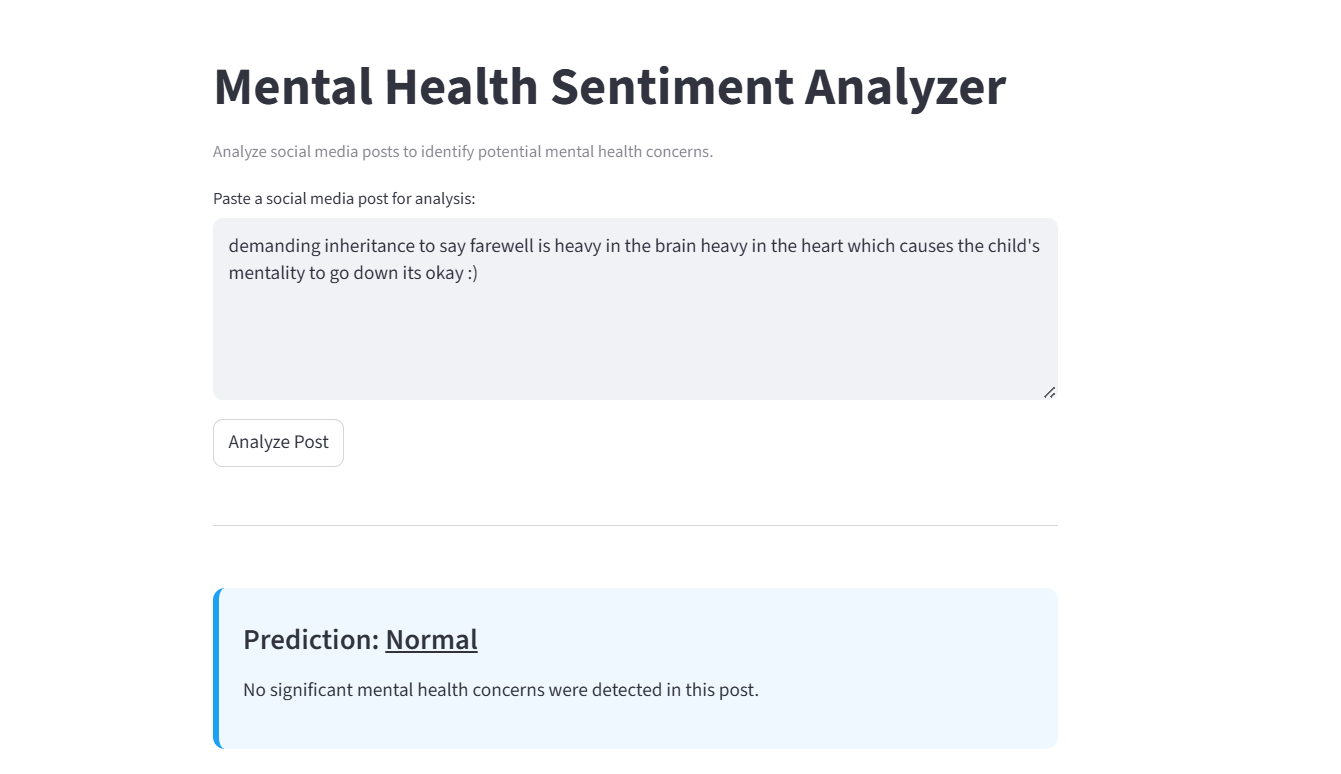 Mental Health Sentiment Analyzer
Analyze social media posts to identify potential mental health concerns.
Paste a social media post for analysis:
demanding inheritance to say farewell is heavy in the brain heavy in the heart which causes the child's
mentality to go down its okay :)
Analyze Post
Prediction: Normal
No significant mental health concerns were detected in this post.